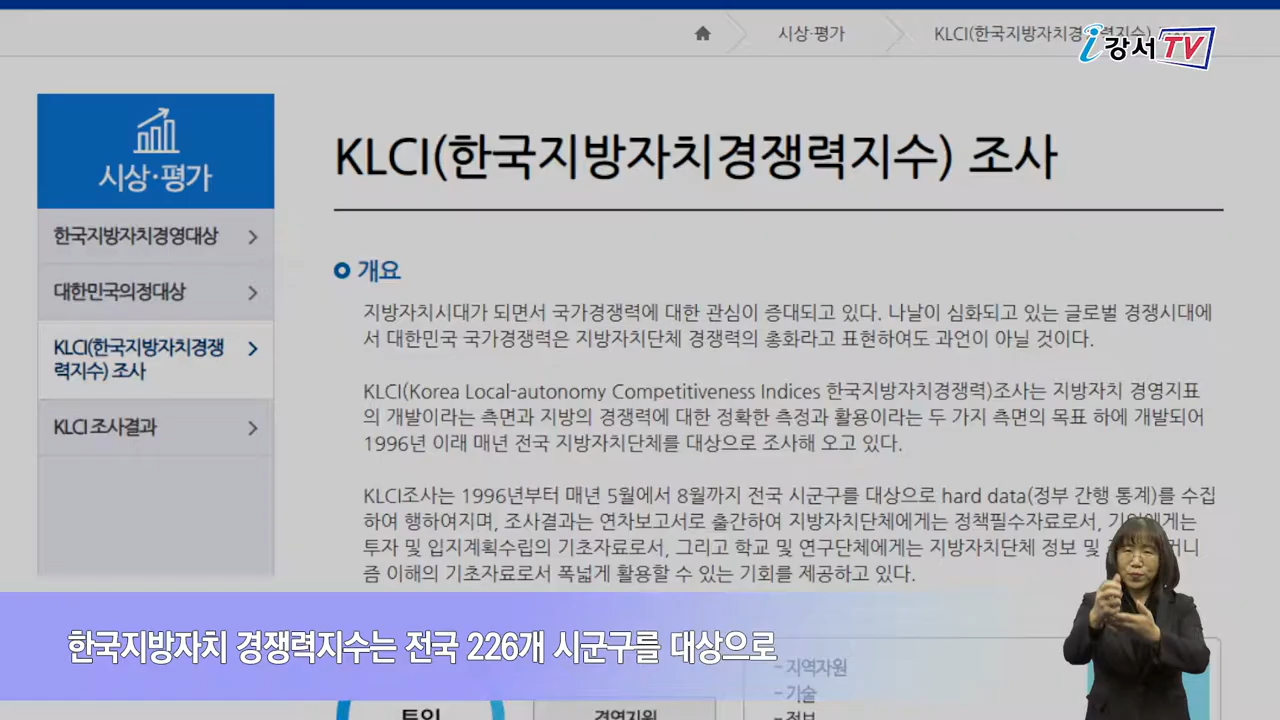 시상·평가
KLCI(한국지방자치경
i강서TV
시상·평가
한국지방자치경영대상
대한민국의정대상
KLCI(한국지방자치경쟁
력지수) 조사
KLCI 조사결과
KLCI(한국지방자치경쟁력지수) 조사
개요
지방자치시대가 되면서 국가경쟁력에 대한 관심이 증대되고 있다. 나날이 심화되고 있는 글로벌 경쟁시대에
서 대한민국 국가경쟁력은 지방자치단체 경쟁력의 총화라고 표현하여도 과언이 아닐 것이다.
KLCI(Korea Local-autonomy Competitiveness Indices 한국지방자치경쟁력)조사는 지방자치 경영지표
의 개발이라는 측면과 지방의 경쟁력에 대한 정확한 측정과 활용이라는 두 가지 측면의 목표 하에 개발되어
1996년 이래 매년 전국 지방자치단체를 대상으로 조사해 오고 있다.
KLCI조사는 1996년부터 매년 5월에서 8월까지 전국 시군구를 대상으로 hard data(정부 간행 통계)를 수집
하여 행하여지며, 조사결과는 연차보고서로 출간하여 지방자치단체에게는 정책필수자료로서, 기업에게는
투자 및 입지계획수립의 기초자료로서, 그리고 학교 및 연구단체에게는 지방자치단체 정보 및
즘 이해의 기초자료로서 폭넓게 활용할 수 있는 기회를 제공하고 있다.
한국지방자치 경쟁력지수는 전국 226개 시군구를 대상으로
- 지역자원
- 기술
- 정보
투입
경영자원